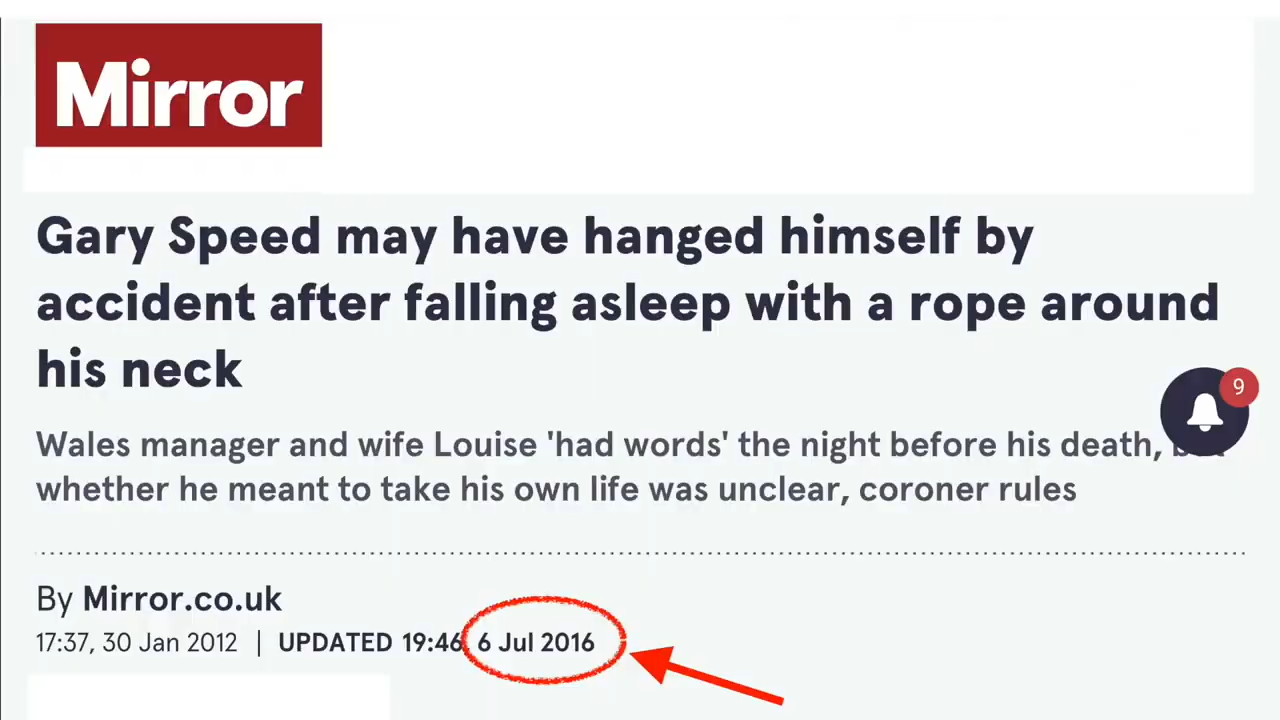 Mirror
Gary Speed may have hanged himself by
accident after falling asleep with a rope around
his neck
9
Wales manager and wife Louise 'had words' the night before his death,
whether he meant to take his own life was unclear, coroner rules
By Mirror.co.uk
17:37, 30 Jan 2012 | UPDATED 19:46, 6 Jul 2016